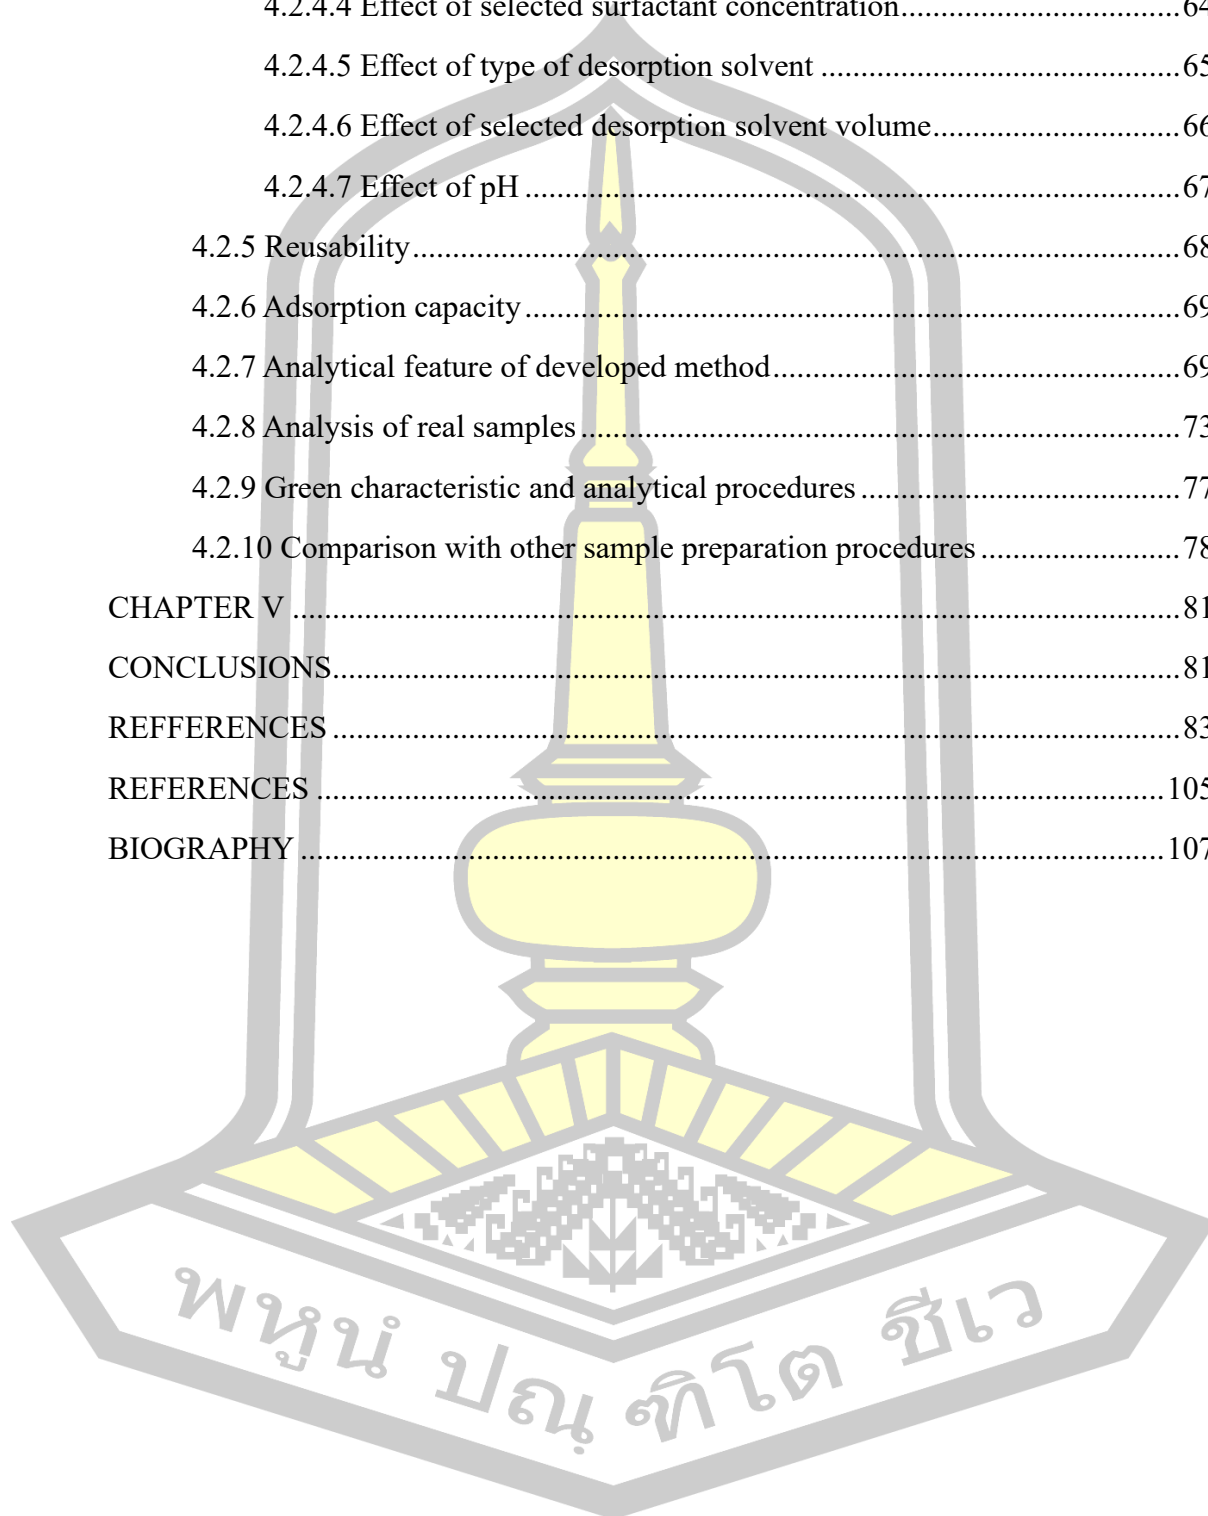 4.2.4.4 Effect of selected surfactant concentration....................................64
4.2.4.5 Effect of type of desorption solvent .............................................65
4.2.4.6 Effect of selected desorption solvent volume...............................66
4.2.4.7 Effect of pH ..................................................................................67
4.2.5 Reusability................................................................................................68
4.2.6 Adsorption capacity..................................................................................69
4.2.7 Analytical feature of developed method...................................................69
4.2.8 Analysis of real samples...........................................................................73
4.2.9 Green characteristic and analytical procedures ........................................77
4.2.10 Comparison with other sample preparation procedures .........................78
CHAPTER V ...............................................................................................................81
CONCLUSIONS..........................................................................................................81
REFFERENCES ..........................................................................................................83
REFERENCES ..........................................................................................................105
BIOGRAPHY ............................................................................................................107
พหูนํ ปณฺฑิโต ชีเว